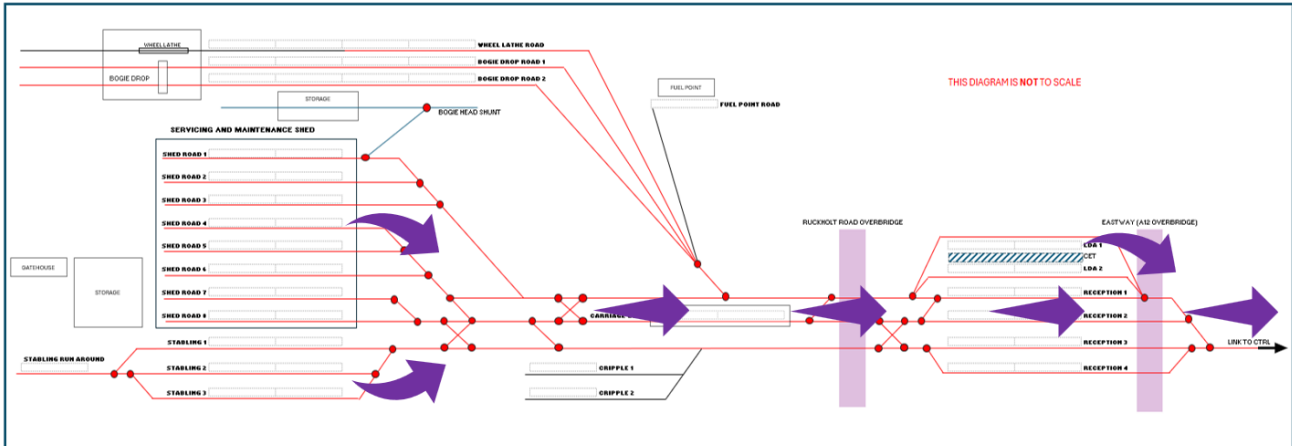 WHEEL LATHE
WHEEL LATHE ROAD
BOGIE DROP ROAD 1
BOGIE DROP
BOGIE DROP ROAD 2
THIS DIAGRAM IS NOT TO SCALE
FUEL POINT
STORAGE
FUEL POINT ROAD
BOGIE HEAD SHUNT
SERVICING AND MAINTENANCE SHED
SHED ROAD 1
SHED ROAD 2
SHED ROAD 3
SHED ROAD 4
RUCKHOLT ROAD OVERBRIDGE
EASTWAY (A12 OVERBRIDGE)
SHED ROAD 5
LDA 1
CET
GATEHOUSE
SHED ROAD 6
LDA 2
STORAGE
SHED ROAD 7
RECEPTION 1
SHED ROAD 8
CARRIAGE
RECEPTION 2
STABLING 1
RECEPTION 3
LINK TO CTRL
STABLING RUN AROUND
STABLING 2
CRIPPLE 1
RECEPTION 4
STABLING 3
CRIPPLE 2